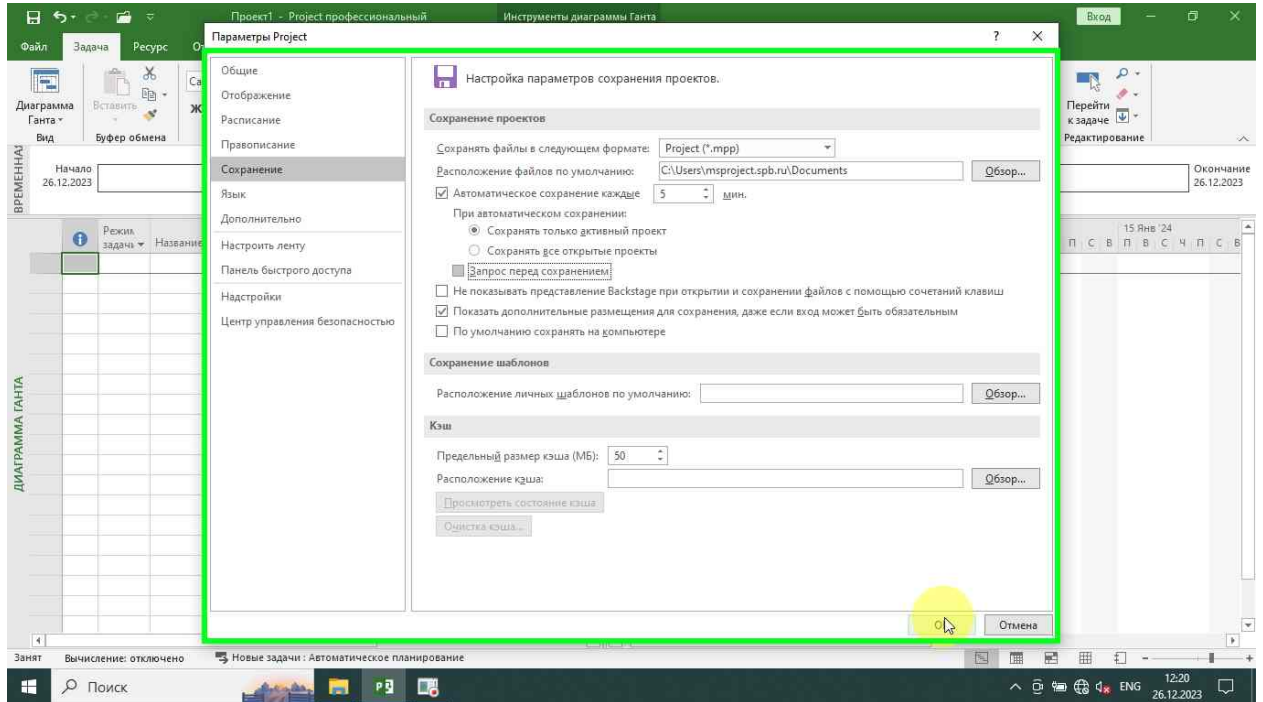 Проект1 - Project профессиональный
Инструменты диаграммы Ганта
Вход
Файл Задача Ресурс
Параметры Project ?
Диаграмма Ганта
Вид
Вставить
Буфер обмена
Ж
Перейти к задаче
Редактирование
ВРЕМЕННАЯ
Начало
26.12.2023
Окончание
26.12.2023
Режим задачи
Название
15 Янв '24
П С В П В С Ч П С В
ДИАГРАММА ГАНТА
Общие
Отображение
Расписание
Правописание
Сохранение
Язык
Дополнительно
Настроить ленту
Панель быстрого доступа
Надстройки
Центр управления безопасностью
Настройка параметров сохранения проектов.
Сохранение проектов
Сохранять файлы в следующем формате: Project (*.mpp)
Расположение файлов по умолчанию: C:\Users\msproject.spb.ru\Documents Обзор...
Автоматическое сохранение каждые 5 мин.
При автоматическом сохранении:
Сохранять только активный проект
Сохранять все открытые проекты
Запрос перед сохранением
Не показывать представление Backstage при открытии и сохранении файлов с помощью сочетаний клавиш
Показать дополнительные размещения для сохранения, даже если вход может быть обязательным
По умолчанию сохранять на компьютере
Сохранение шаблонов
Расположение личных шаблонов по умолчанию: Обзор...
Кэш
Предельный размер кэша (МБ): 50
Расположение кэша: Обзор...
Просмотреть состояние кэша
Очистка кэша...
Отмена
Занят Вычисление: отключено Новые задачи : Автоматическое планирование
Поиск
ENG
12:20
26.12.2023